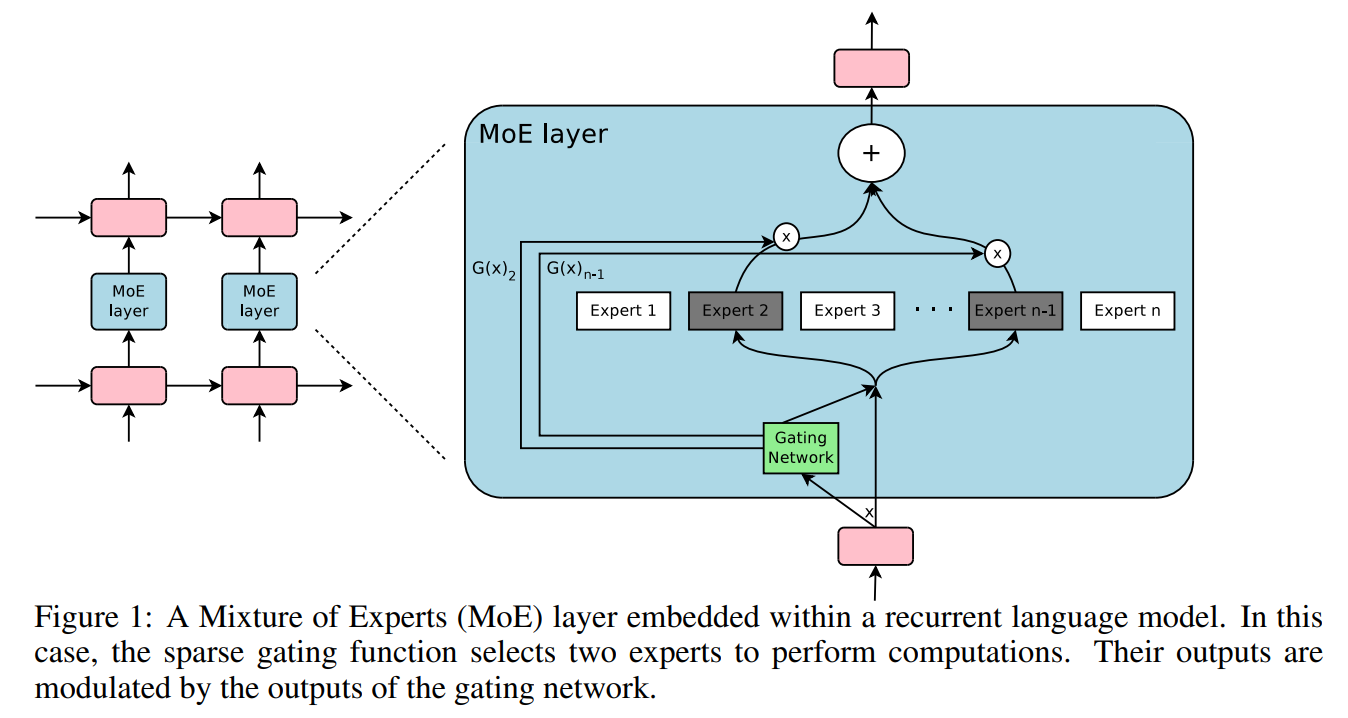 MoE layer
+
x
x
G(x)2
G(x)n-1
MoE
layer
MoE
layer
Expert 1
Expert 2
Expert 3
. . .
Expert n-1
Expert n
Gating
Network
x
Figure 1: A Mixture of Experts (MoE) layer embedded within a recurrent language model. In this
case, the sparse gating function selects two experts to perform computations. Their outputs are
modulated by the outputs of the gating network.